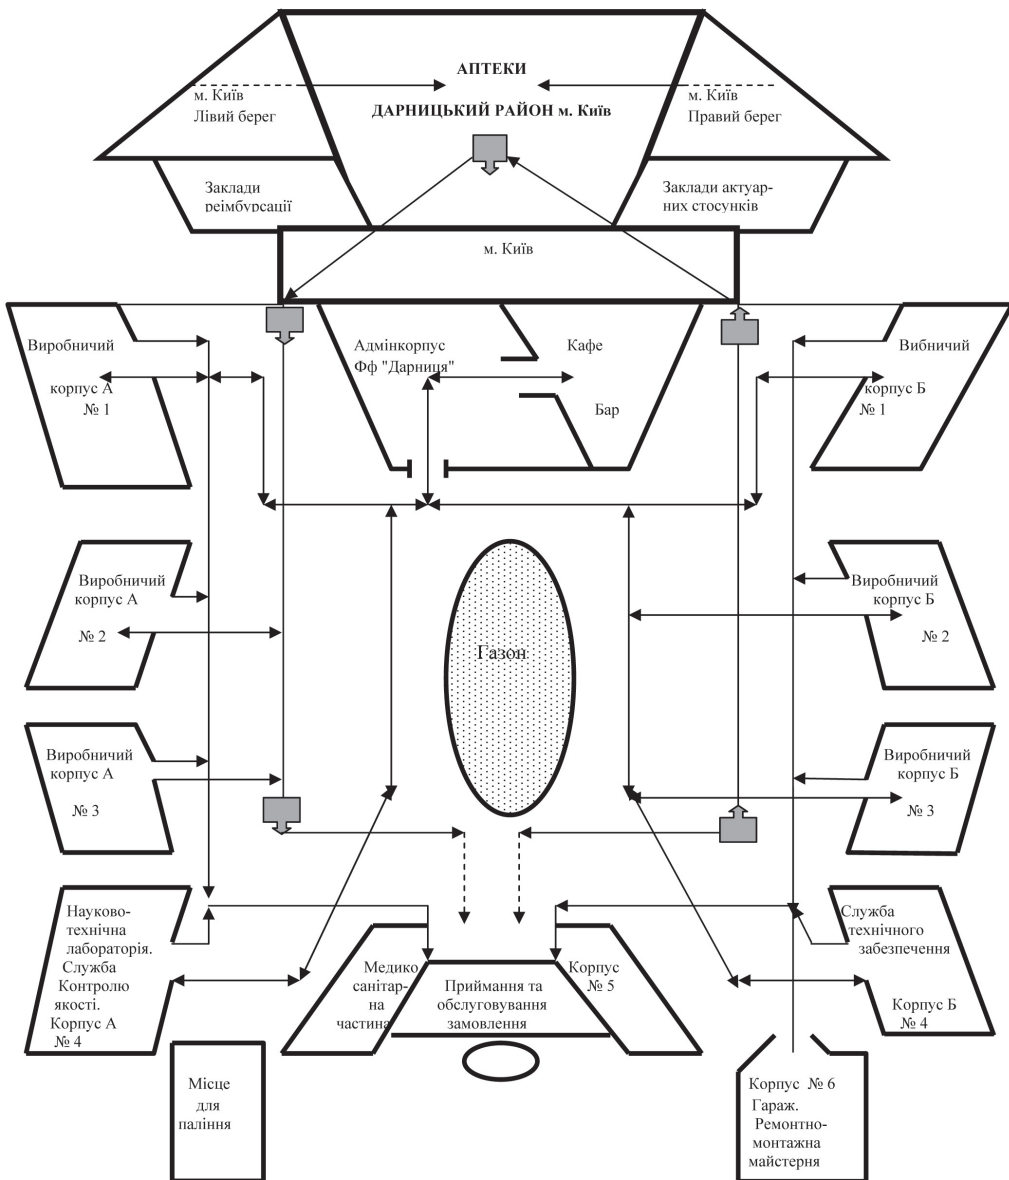 АПТЕКИ
м. Київ
Лівий берег
ДАРНИЦЬКИЙ РАЙОН м. Київ
м. Київ
Правий берег
Заклади
реімбурсації
Заклади актуар-
них стосунків
м. Київ
Виробничий
корпус А
№ 1
Адмінкорпус
Фф "Дарниця"
Кафе
Бар
Вибничий
корпус Б
№ 1
Виробничий
корпус А
№ 2
Газон
Виробничий
корпус Б
№ 2
Виробничий
корпус А
№ 3
Виробничий
корпус Б
№ 3
Науково-
технічна
лабораторія.
Служба
Контролю
якості.
Корпус А
№ 4
Медико
санітар-
на
частина
Приймання та
обслуговування
замовлення
Корпус
№ 5
Служба
технічного
забезпечення
Корпус Б
№ 4
Місце
для
паління
Корпус № 6
Гараж.
Ремонтно-
монтажна
майстерня